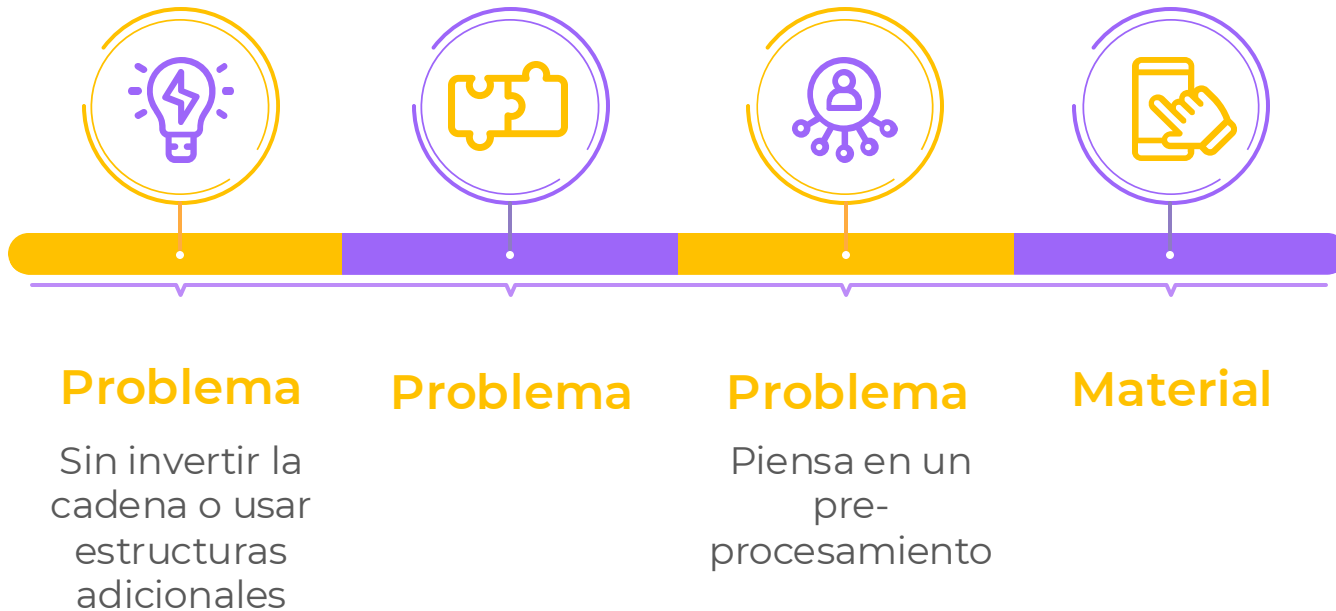 Problema
Sin invertir la
cadena o usar
estructuras
adicionales
Problema
Problema
Piensa en un
pre-
procesamiento
Material